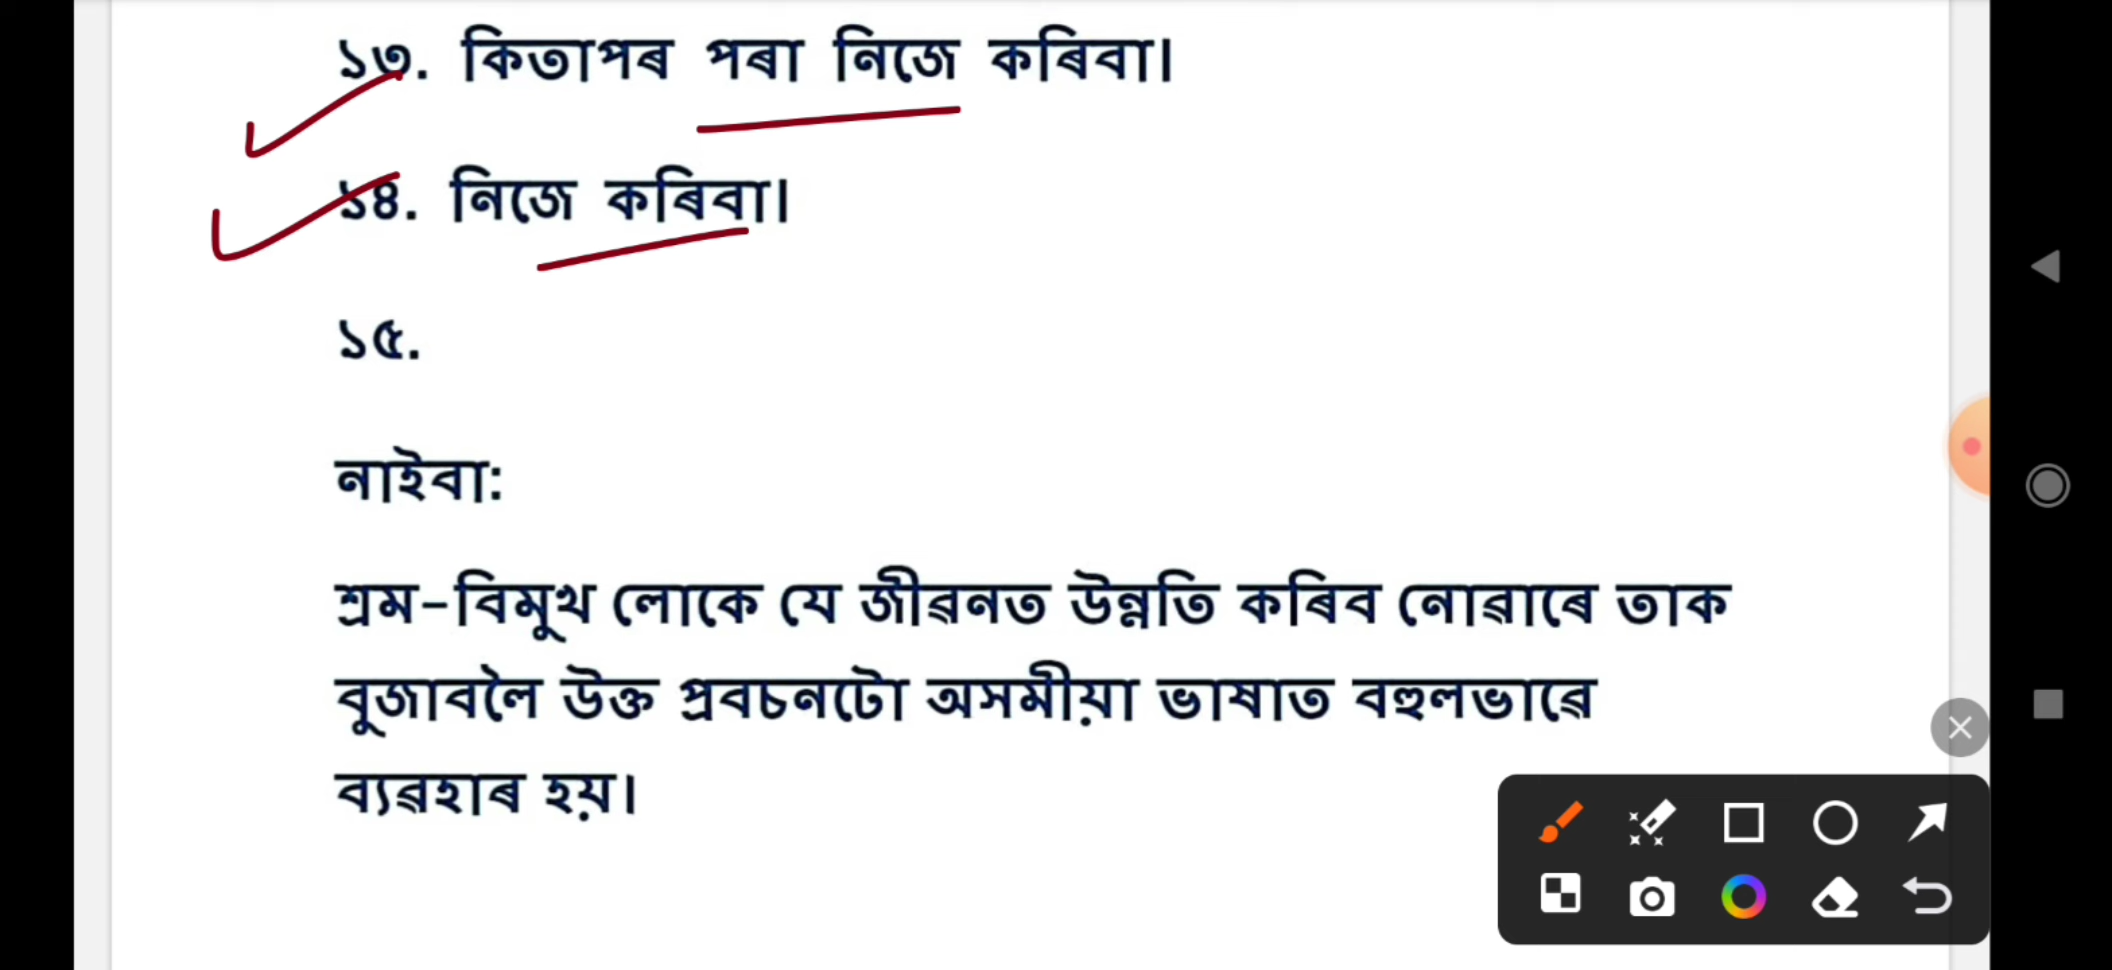 ১৩. কিতাপৰ পৰা নিজে কৰিবা।
১৪. নিজে কৰিবা।
১৫.
নাইবা:
শ্ৰম-বিমুখ লোকে যে জীৱনত উন্নতি কৰিব নোৱাৰে তাক
বুজাবলৈ উক্ত প্ৰবচনটো অসমীয়া ভাষাত বহুলভাৱে
ব্যৱহাৰ হয়।